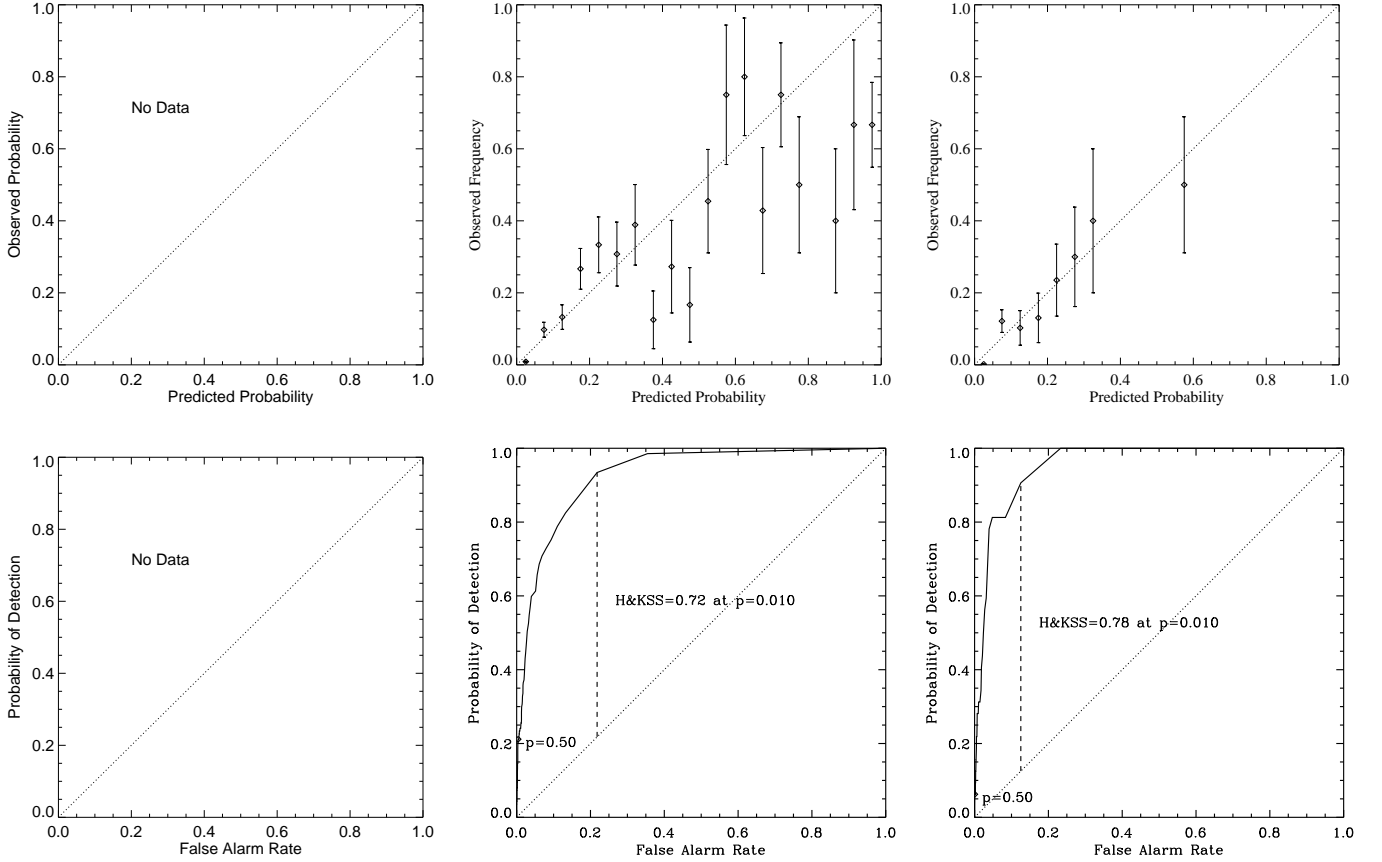 1.0
0.8
0.6
0.4
0.2
0.0
Observed Probability
No Data
0.0 0.2 0.4 0.6 0.8 1.0
Predicted Probability
1.0
0.8
0.6
0.4
0.2
0.0
Observed Frequency
0.0 0.2 0.4 0.6 0.8 1.0
Predicted Probability
1.0
0.8
0.6
0.4
0.2
0.0
Observed Frequency
0.0 0.2 0.4 0.6 0.8 1.0
Predicted Probability
1.0
0.8
0.6
0.4
0.2
0.0
Probability of Detection
No Data
0.0 0.2 0.4 0.6 0.8 1.0
False Alarm Rate
1.0
0.8
0.6
0.4
0.2
0.0
Probability of Detection
H&KSS=0.72 at p=0.010
p=0.50
0.0 0.2 0.4 0.6 0.8 1.0
False Alarm Rate
1.0
0.8
0.6
0.4
0.2
0.0
Probability of Detection
H&KSS=0.78 at p=0.010
p=0.50
0.0 0.2 0.4 0.6 0.8 1.0
False Alarm Rate